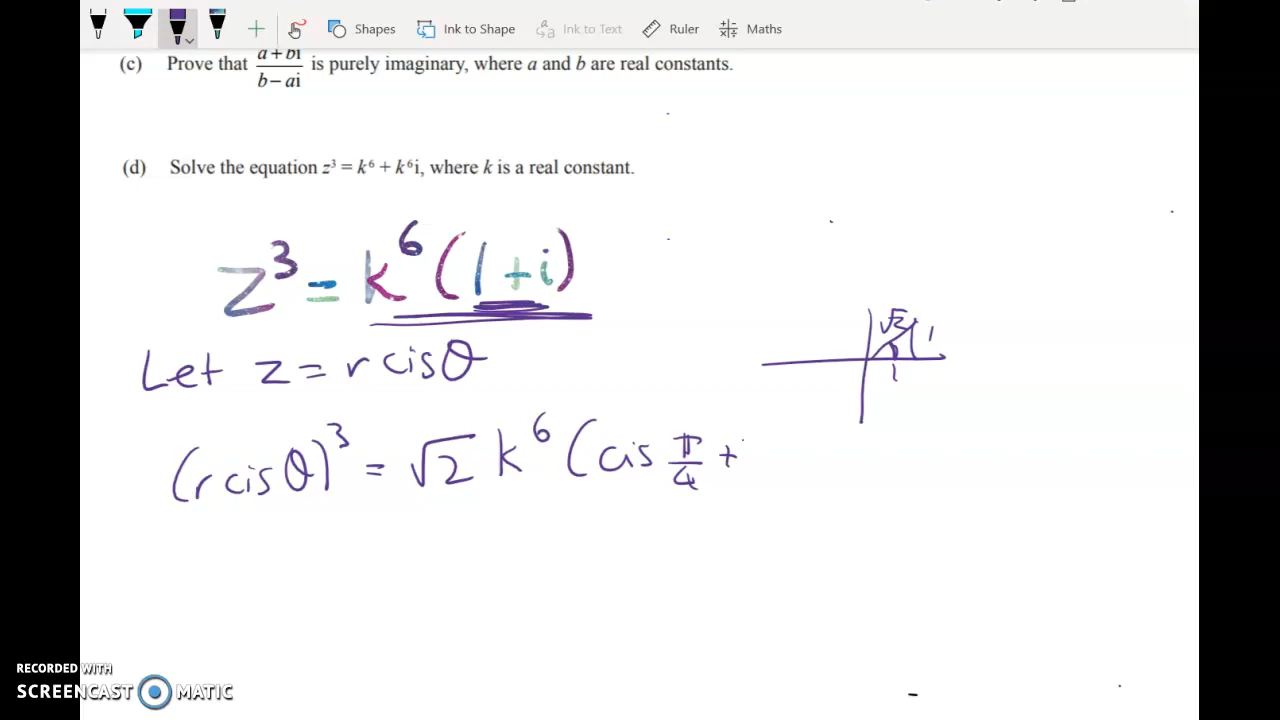 Shapes Ink to Shape Ink to Text Ruler Maths
(c) Prove that a + bi / b − ai is purely imaginary, where a and b are real constants.
(d) Solve the equation z³ = k⁶ + k⁶i, where k is a real constant.
z³ = k⁶(1+i)
√2 1
1
Let z = r cis θ
(r cis θ)³ = √2 k⁶ (cis π/4 +
RECORDED WITH
SCREENCAST MATIC